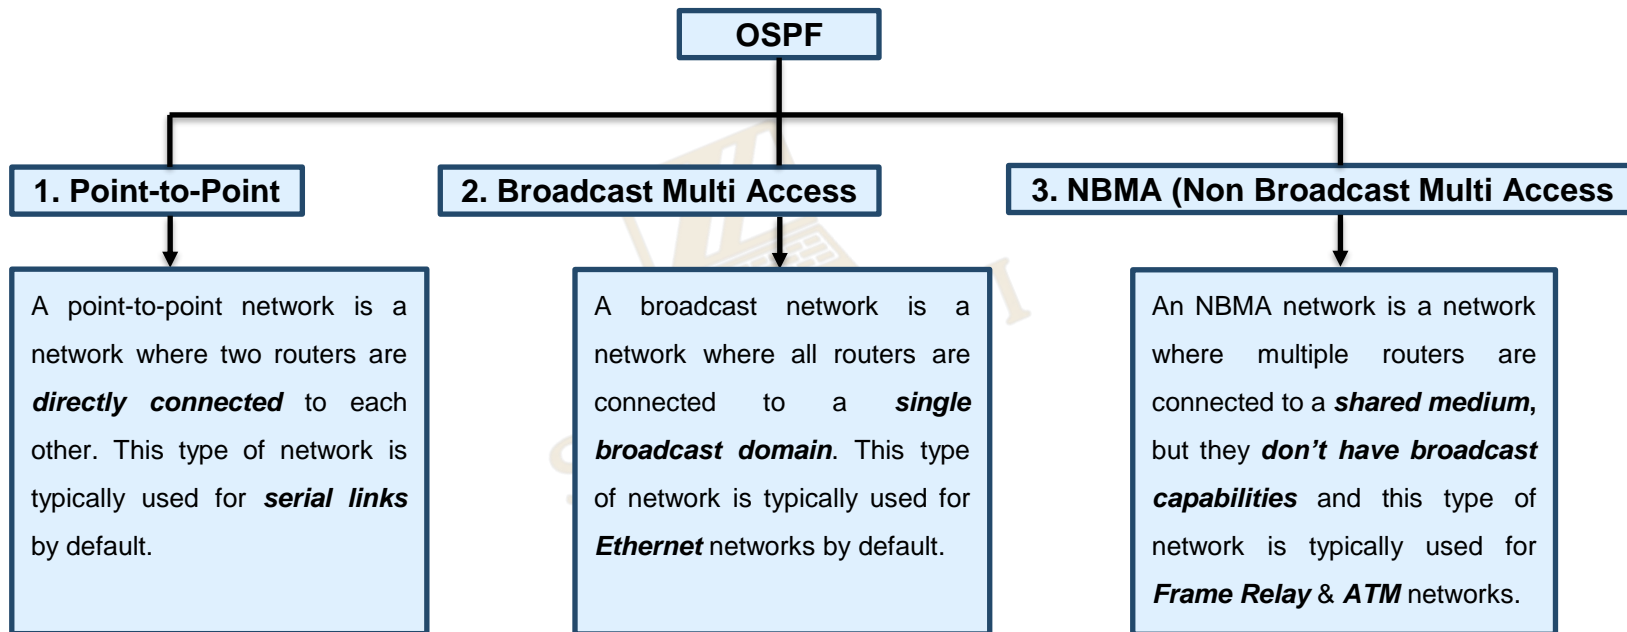 OSPF
1. Point-to-Point
2. Broadcast Multi Access
3. NBMA (Non Broadcast Multi Access
A point-to-point network is a
network where two routers are
directly connected to each
other. This type of network is
typically used for serial links
by default.
A broadcast network is a
network where all routers are
connected to a single
broadcast domain. This type
of network is typically used for
Ethernet networks by default.
An NBMA network is a network
where multiple routers are
connected to a shared medium,
but they don’t have broadcast
capabilities and this type of
network is typically used for
Frame Relay & ATM networks.